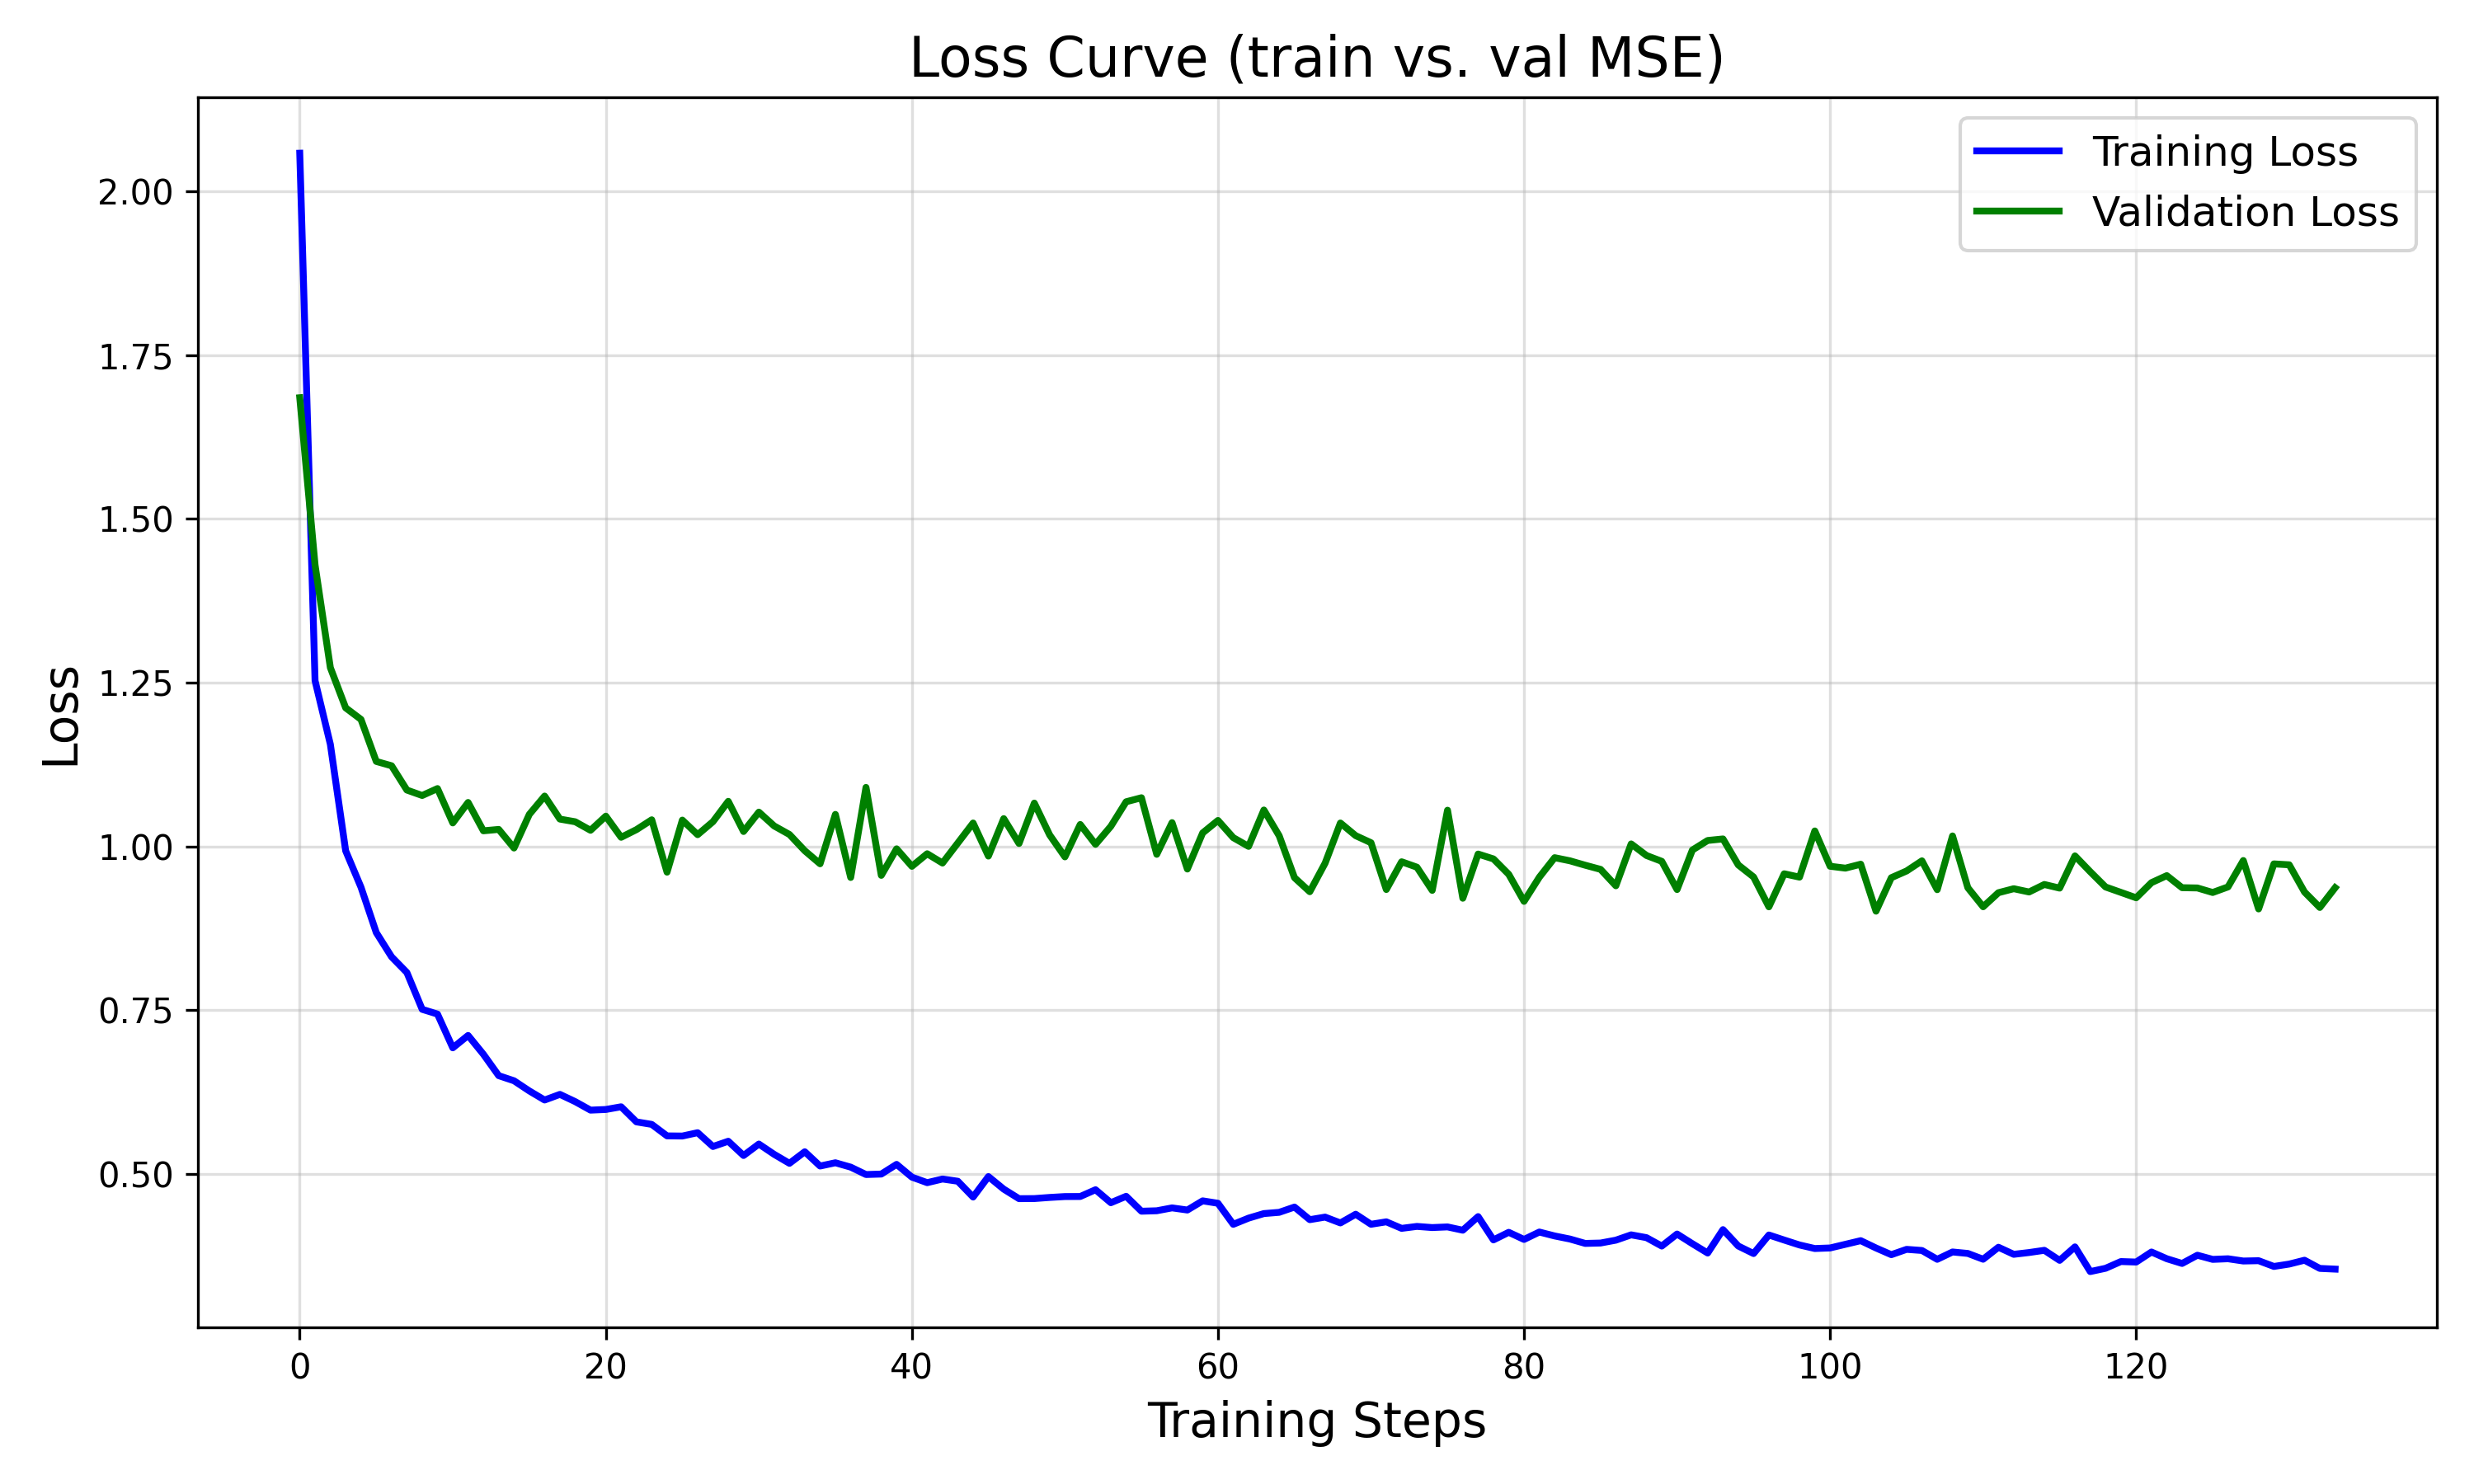 Loss Curve (train vs. val MSE)
Training Loss
Validation Loss
2.00
1.75
1.50
1.25
1.00
0.75
0.50
Loss
0 20 40 60 80 100 120
Training Steps